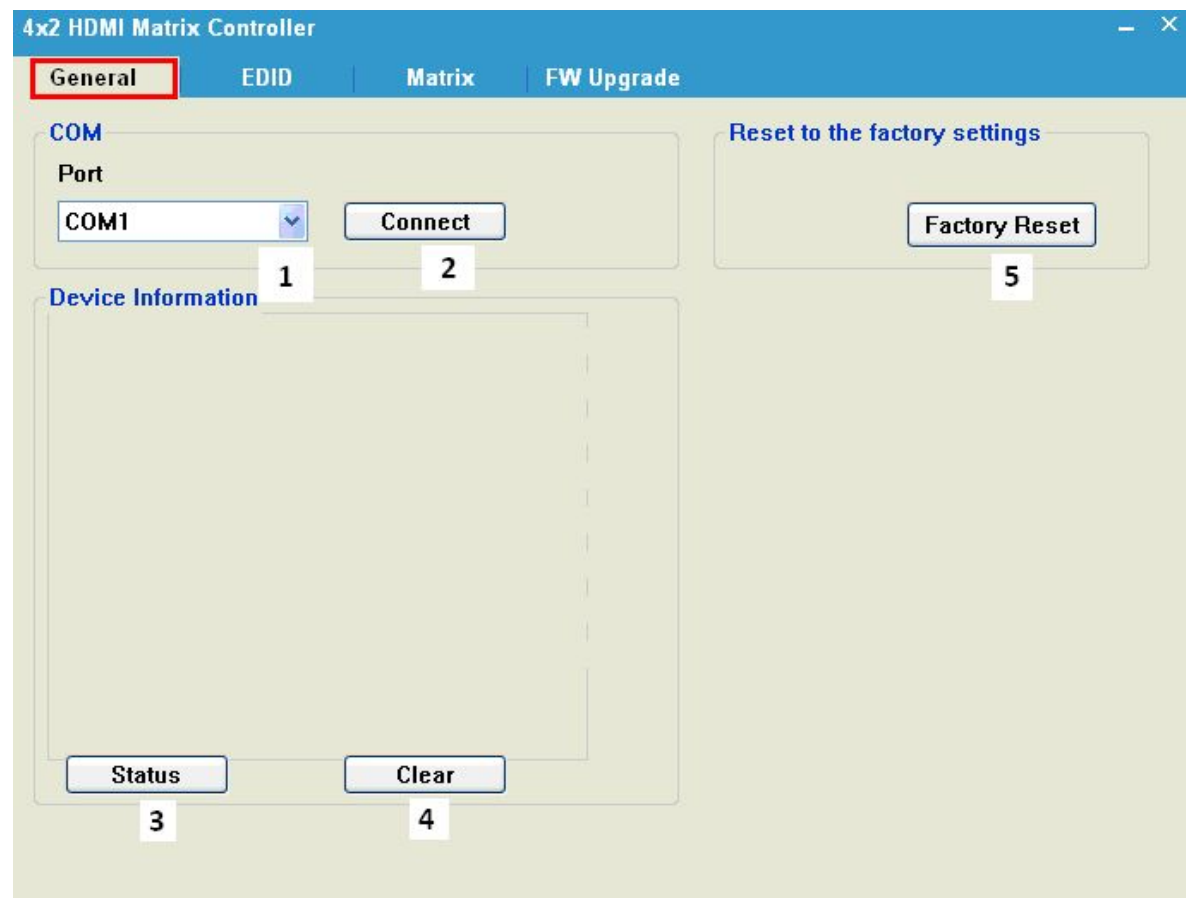 4x2 HDMI Matrix Controller
General EDID Matrix FW Upgrade
COM
Port
COM1 Connect
1 2
Reset to the factory settings
Factory Reset
5
Device Information
Status Clear
3 4